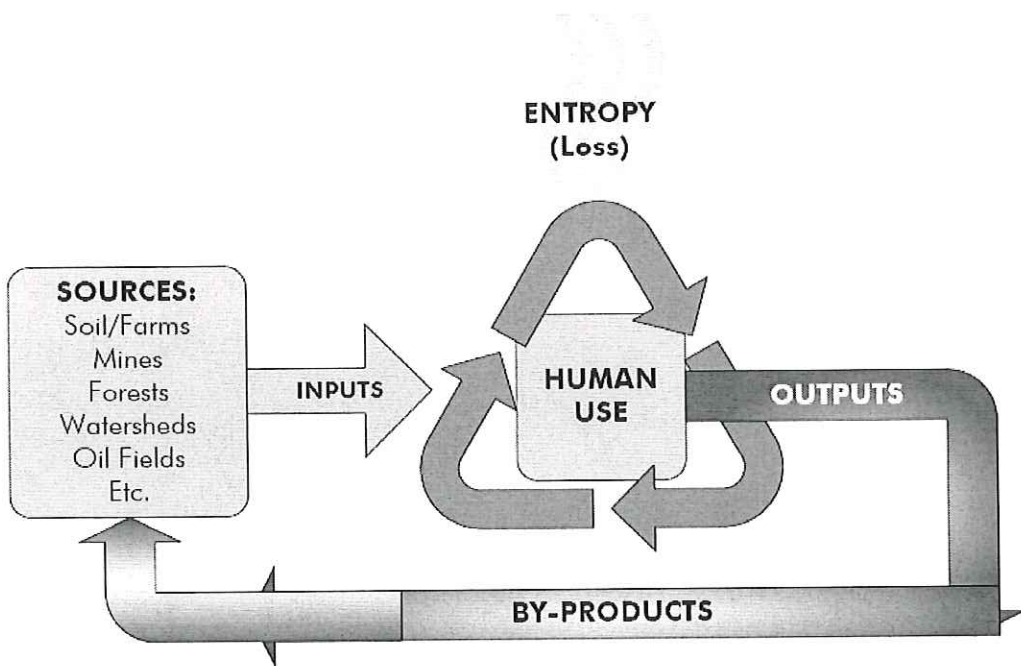 ENTROPY
(Loss)
SOURCES:
Soil/Farms
Mines
Forests
Watersheds
Oil Fields
Etc.
INPUTS
HUMAN
USE
OUTPUTS
BY-PRODUCTS